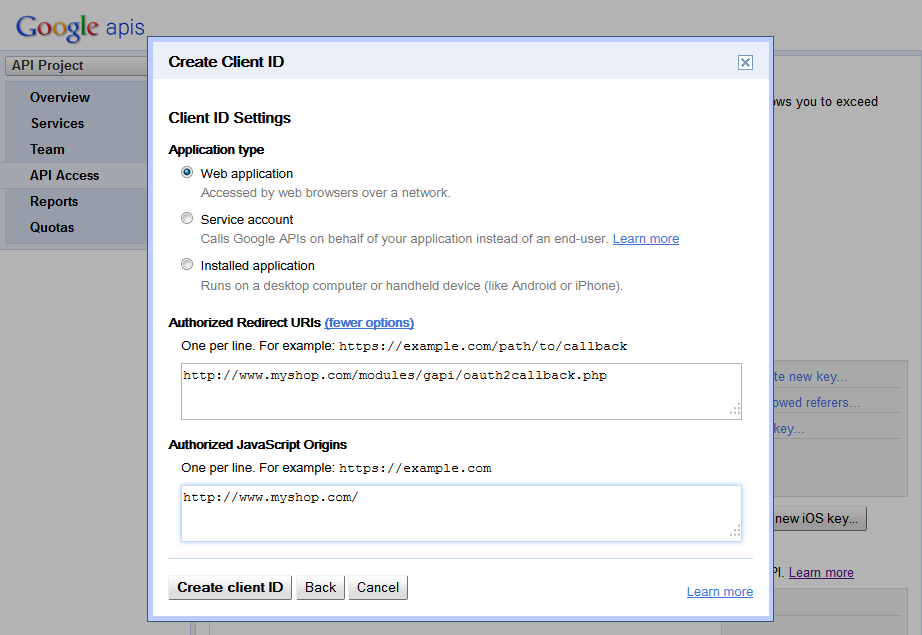 Google apis
API Project
Overview
Services
Team
API Access
Reports
Quotas
Create Client ID
Client ID Settings
Application type
Web application
Accessed by web browsers over a network.
Service account
Calls Google APIs on behalf of your application instead of an end-user. Learn more
Installed application
Runs on a desktop computer or handheld device (like Android or iPhone).
Authorized Redirect URIs (fewer options)
One per line. For example: https://example.com/path/to/callback
http://www.myshop.com/modules/gapi/oauth2callback.php
Authorized JavaScript Origins
One per line. For example: https://example.com
http://www.myshop.com/
Create client ID
Back
Cancel
Learn more
you to exceed
new key...
referers...
key...
new iOS key...
Learn more